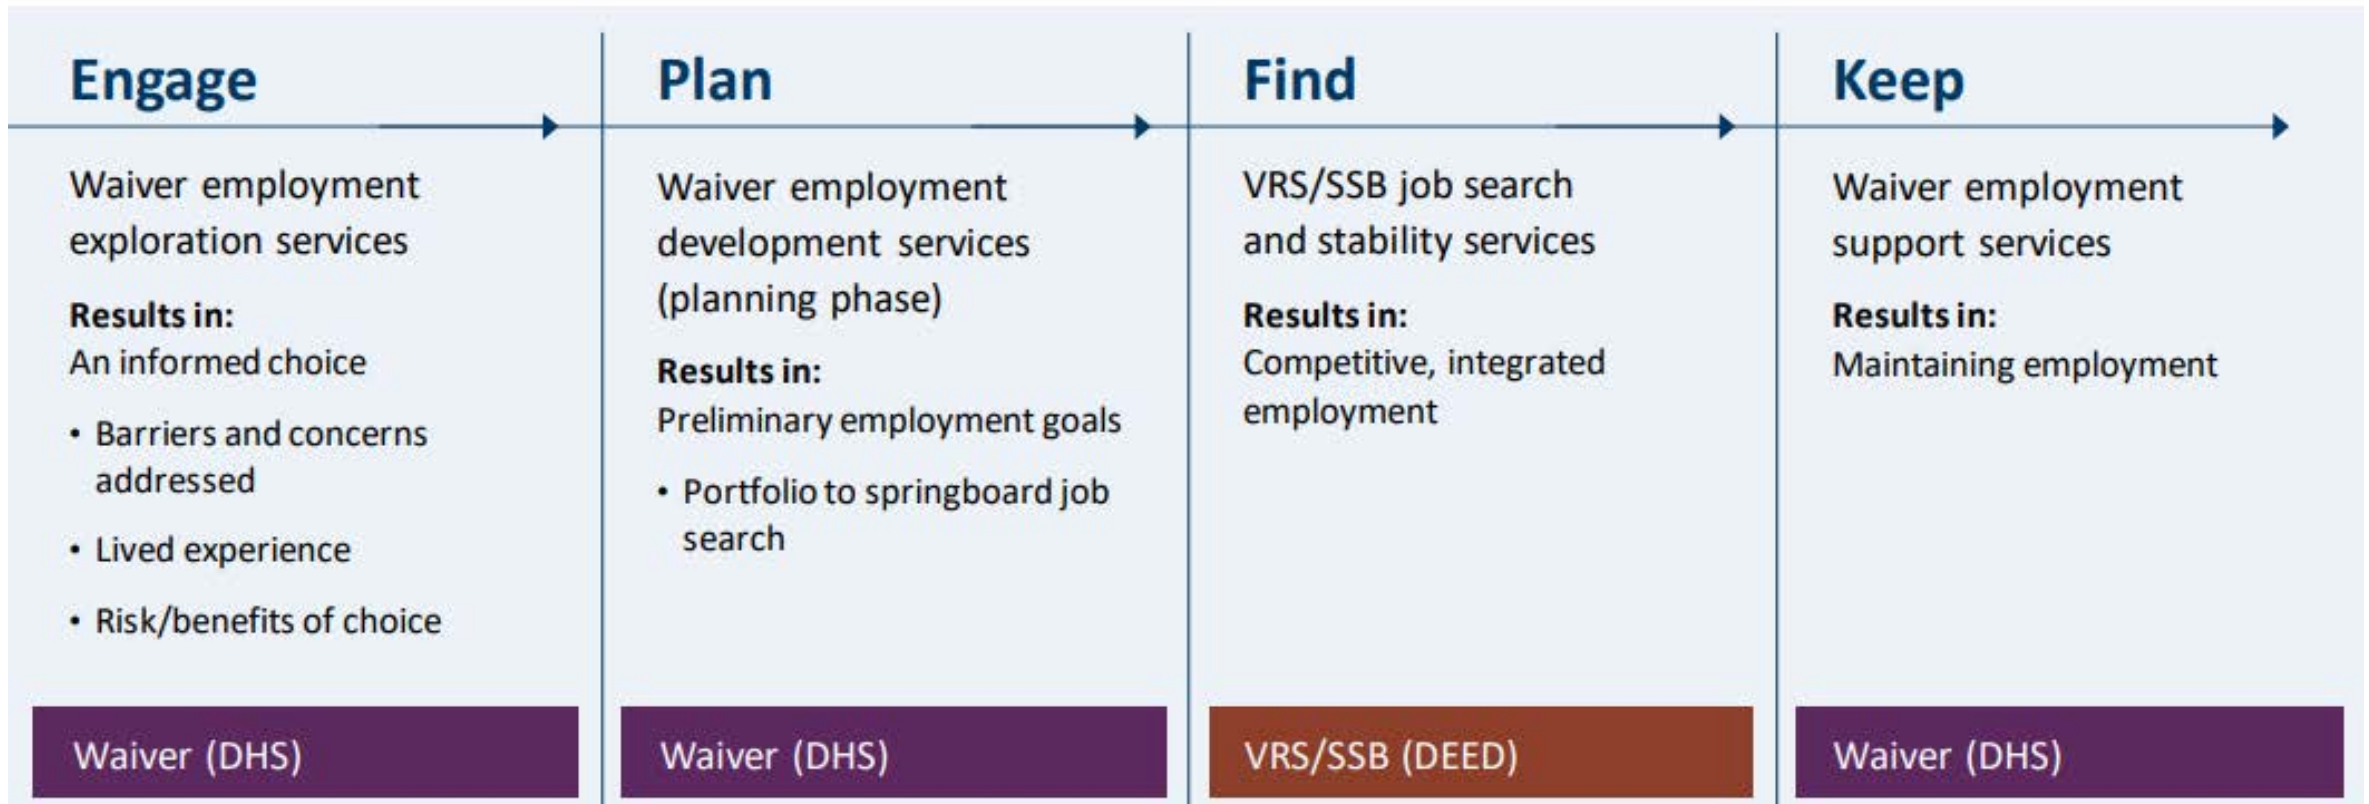 Engage
Waiver employment
exploration services
Results in:
An informed choice
• Barriers and concerns
addressed
• Lived experience
• Risk/benefits of choice
Waiver (DHS)
Plan
Waiver employment
development services
(planning phase)
Results in:
Preliminary employment goals
• Portfolio to springboard job
search
Waiver (DHS)
Find
VRS/SSB job search
and stability services
Results in:
Competitive, integrated
employment
VRS/SSB (DEED)
Keep
Waiver employment
support services
Results in:
Maintaining employment
Waiver (DHS)